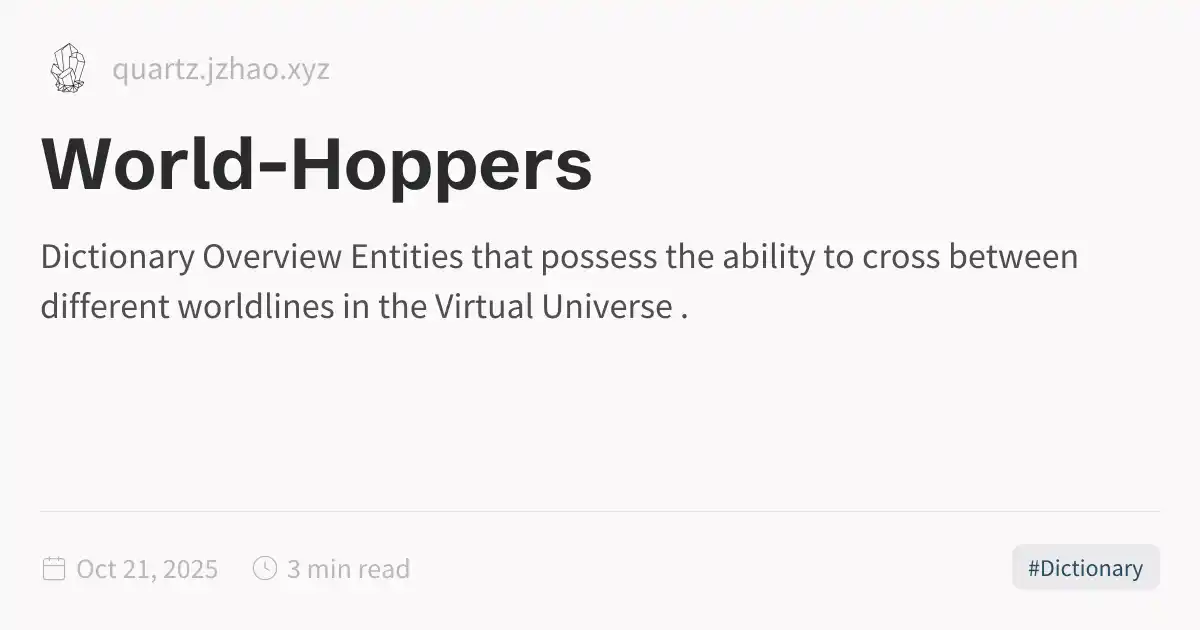 quartz.jzhao.xyz
World-Hoppers
Dictionary Overview Entities that possess the ability to cross between
different worldlines in the Virtual Universe .
Oct 21, 2025 3 min read #Dictionary